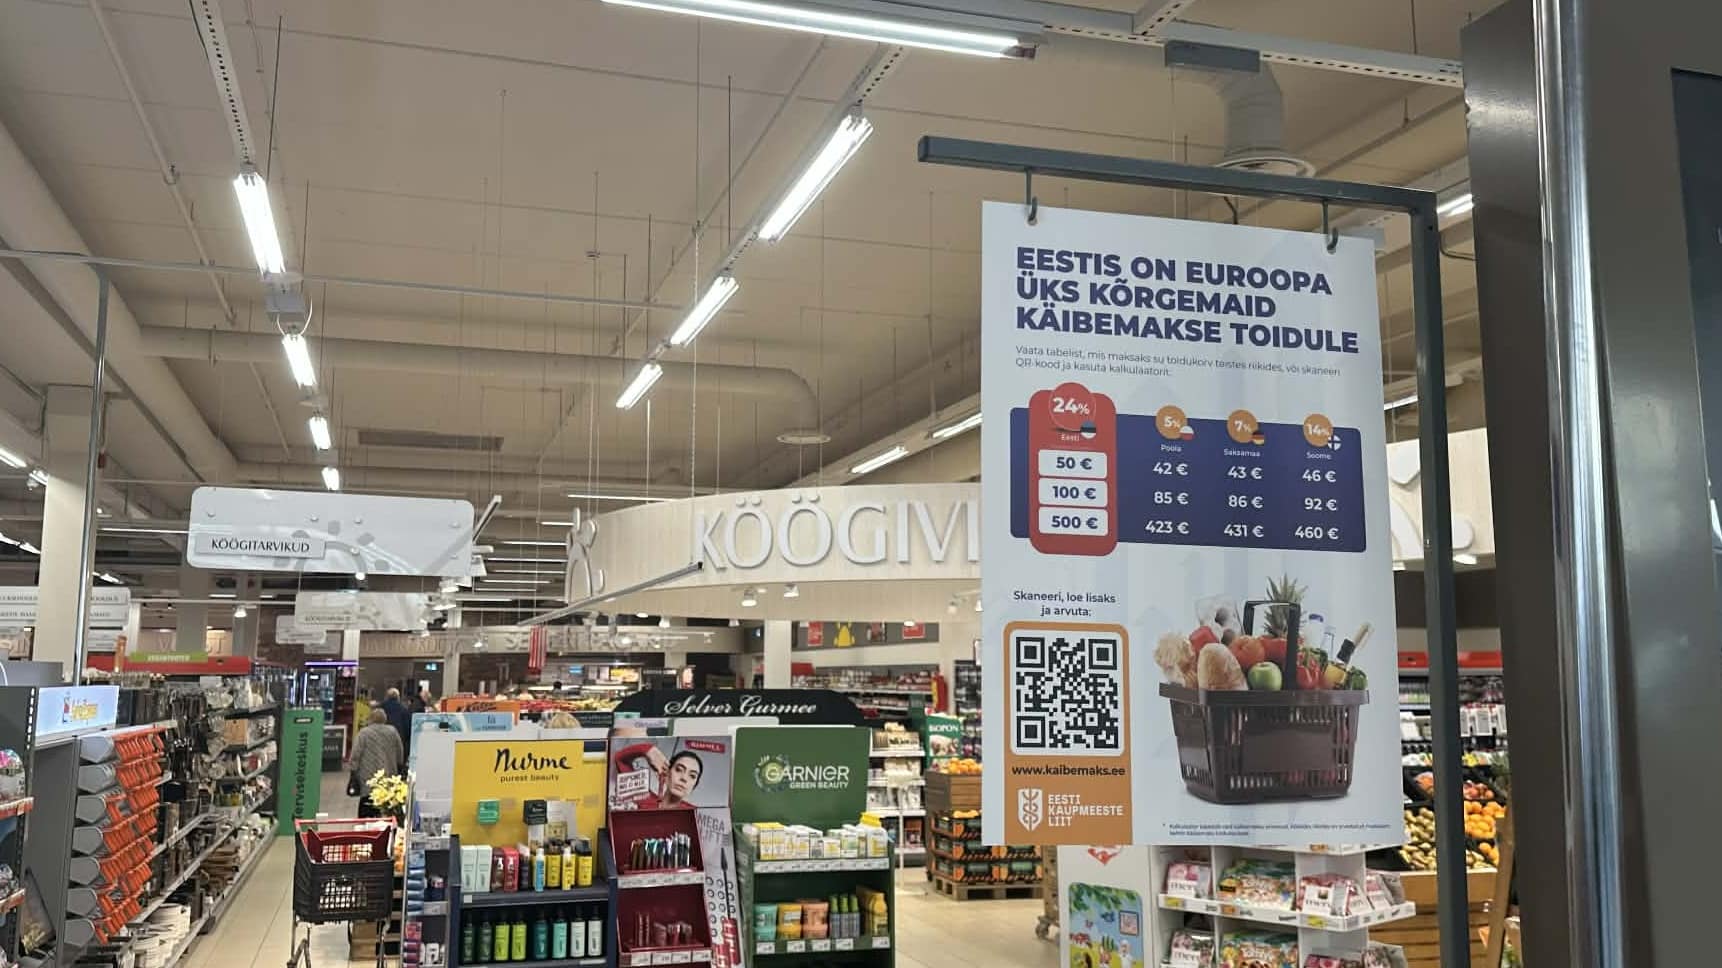 EESTIS ON EUROOPA
ÜKS KÕRGEMAID
KÄIBEMAKSE TOIDULE
Vaata tabelist, mis maksaks su toidukorv teistes riikides, või skaneeri
QR-kood ja kasuta kalkulaatorit:
24% 5% 7% 14%
Eesti Poola Saksamaa Soome
50 € 42 € 43 € 46 €
100 € 85 € 86 € 92 €
500 € 423 € 431 € 460 €
Skaneeri, loe lisaks
ja arvuta:
www.kaibemaks.ee
EESTI
KAUPMEESTE
LIIT
KÖÖGIVI
KÖÖGITARVIKUD
Selver Gurmee
Nurme
purest beauty
RIMMEL
GARNIER
GREEN BEAUTY
BIOPON